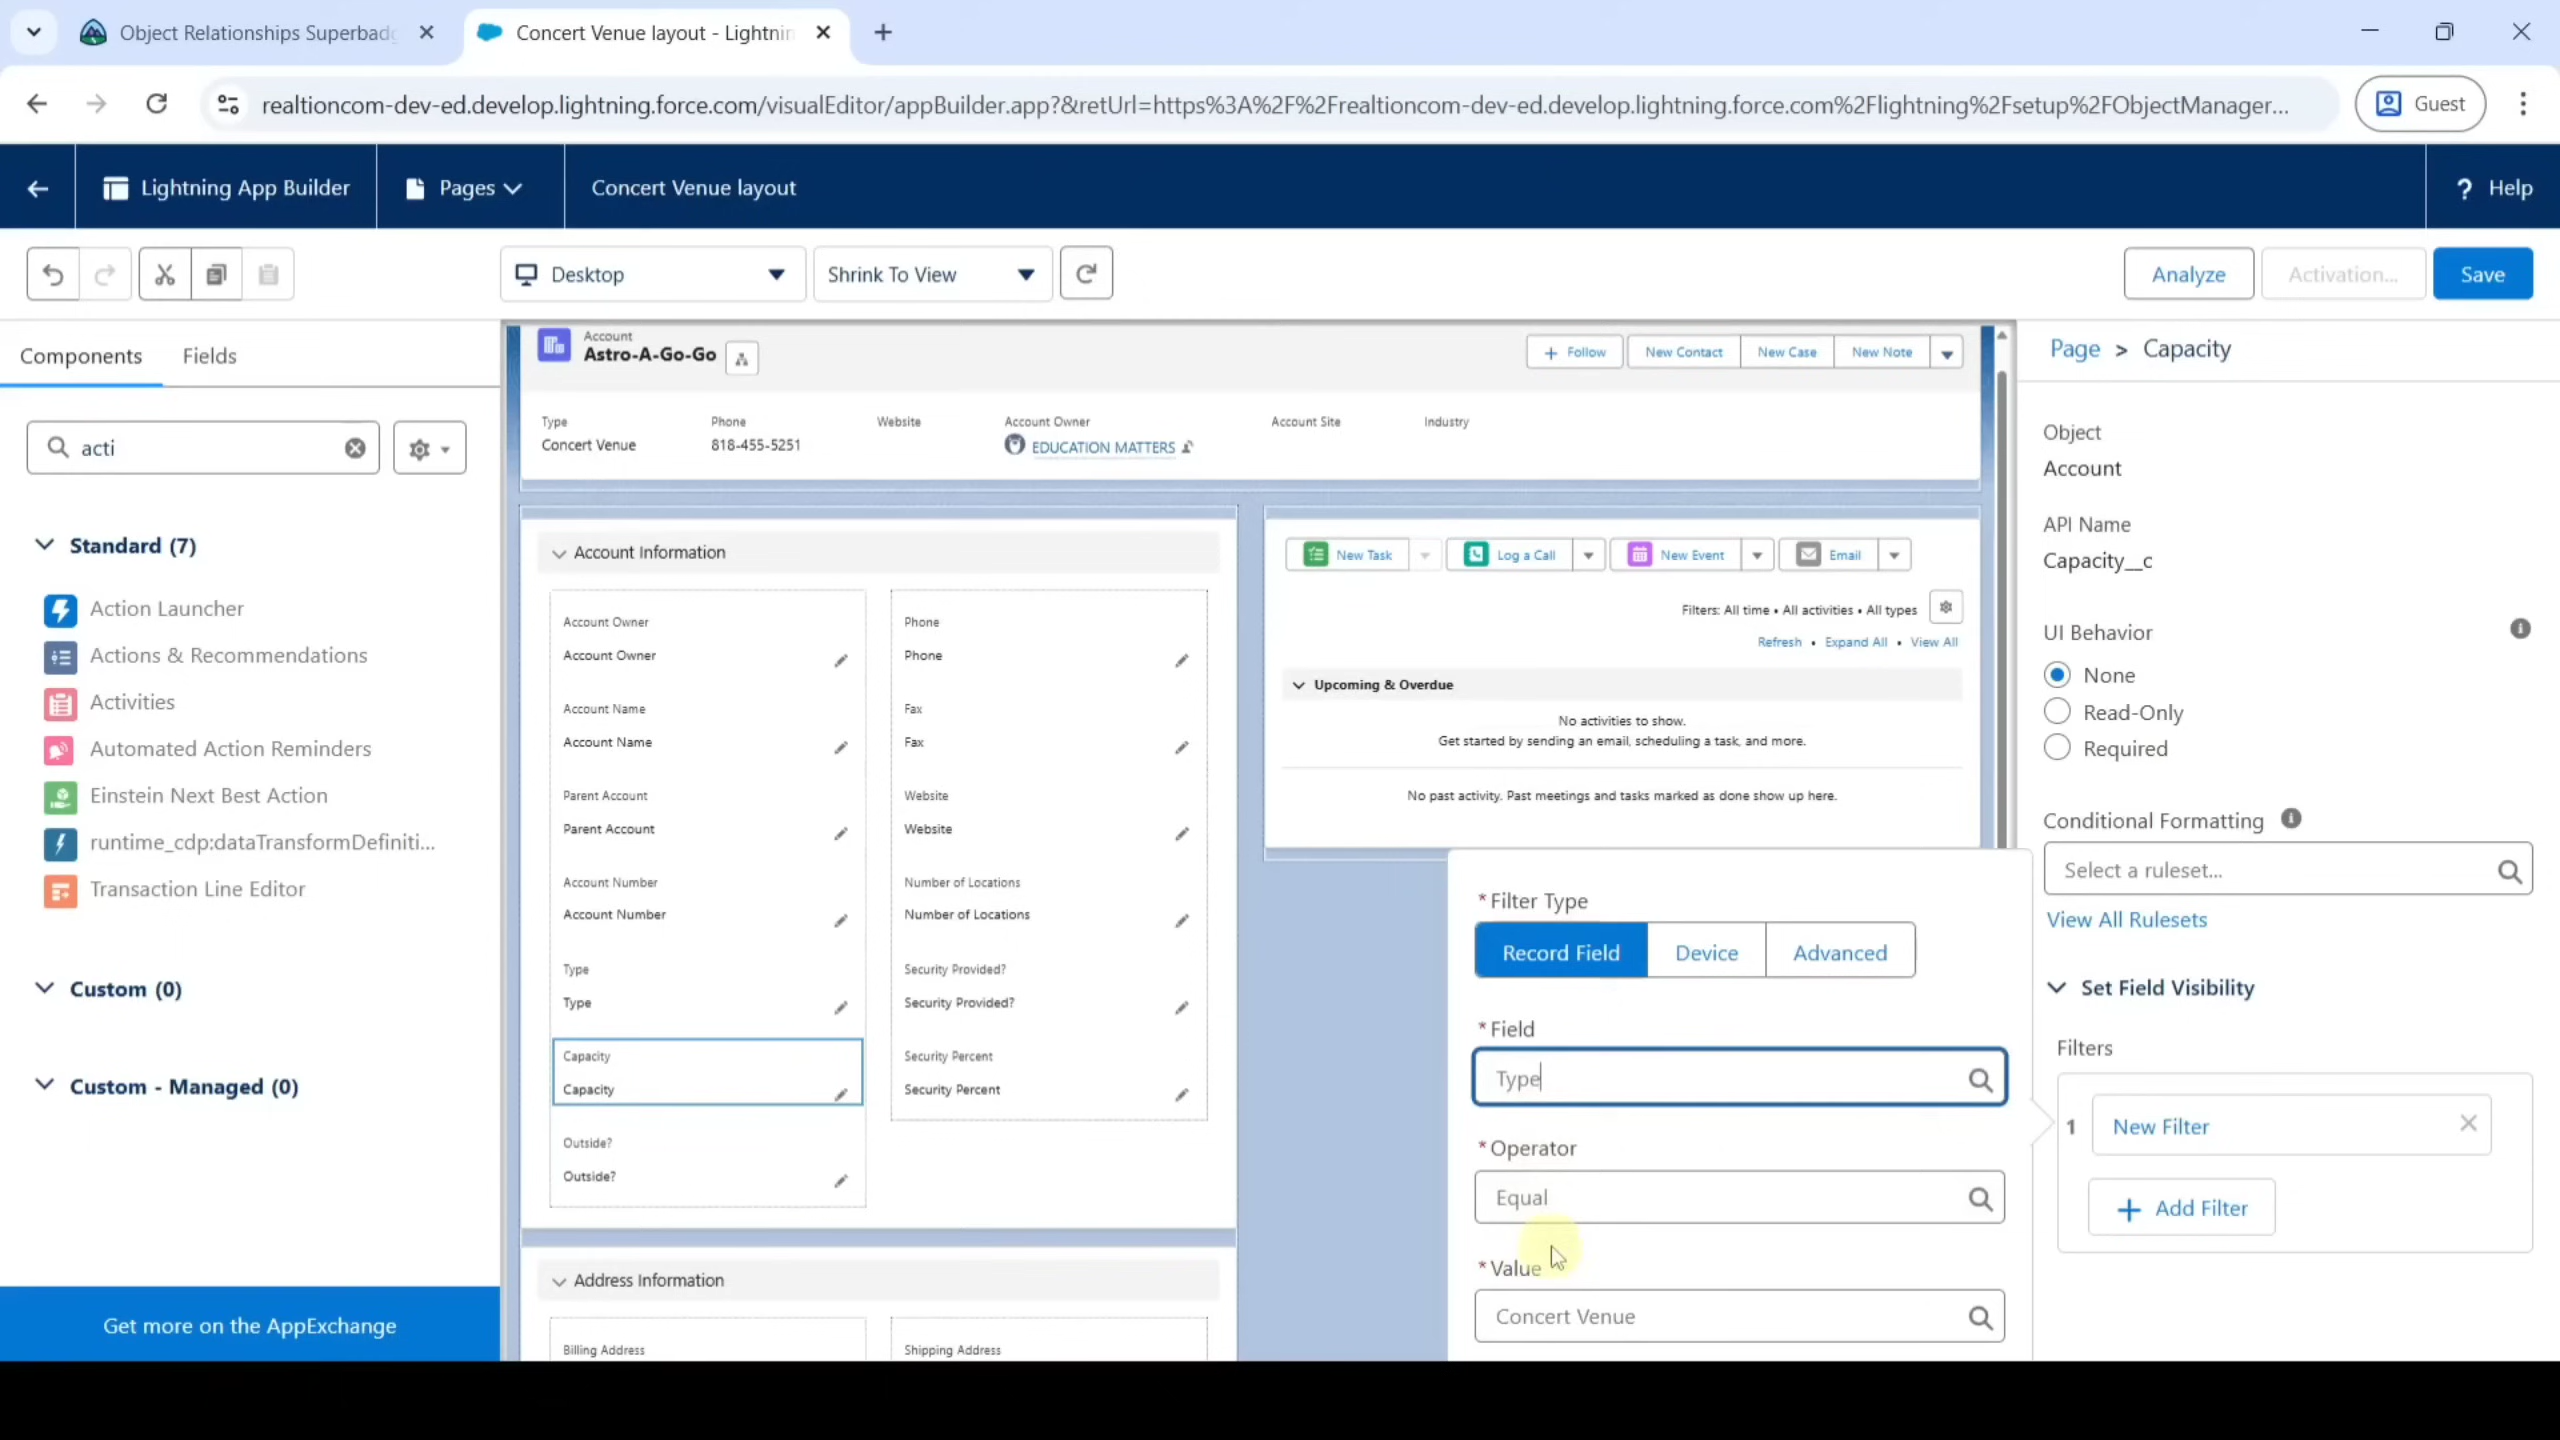 Object Relationships Superbadg
Concert Venue layout - Lightnin
realtioncom-dev-ed.develop.lightning.force.com/visualEditor/appBuilder.app?&retUrl=https%3A%2F%2Frealtioncom-dev-ed.develop.lightning.force.com%2Flightning%2Fsetup%2FObjectManager...
Guest
Lightning App Builder
Pages
Concert Venue layout
? Help
Desktop
Shrink To View
Analyze
Activation...
Save
Components
Fields
acti
Standard (7)
Action Launcher
Actions & Recommendations
Activities
Automated Action Reminders
Einstein Next Best Action
runtime_cdp:dataTransformDefiniti...
Transaction Line Editor
Custom (0)
Custom - Managed (0)
Get more on the AppExchange
Account
Astro-A-Go-Go
+ Follow
New Contact
New Case
New Note
Type
Phone
Website
Account Owner
Account Site
Industry
Concert Venue
818-455-5251
EDUCATION MATTERS
Account Information
Account Owner
Account Owner
Account Name
Account Name
Parent Account
Parent Account
Account Number
Account Number
Type
Type
Capacity
Capacity
Outside?
Outside?
Phone
Phone
Fax
Fax
Website
Website
Number of Locations
Number of Locations
Security Provided?
Security Provided?
Security Percent
Security Percent
Address Information
Billing Address
Shipping Address
New Task
Log a Call
New Event
Email
Filters: All time • All activities • All types
Refresh • Expand All • View All
Upcoming & Overdue
No activities to show.
Get started by sending an email, scheduling a task, and more.
No past activity. Past meetings and tasks marked as done show up here.
* Filter Type
Record Field
Device
Advanced
* Field
Type
* Operator
Equal
* Value
Concert Venue
Page > Capacity
Object
Account
API Name
Capacity__c
UI Behavior
None
Read-Only
Required
Conditional Formatting
Select a ruleset...
View All Rulesets
Set Field Visibility
Filters
1 New Filter
+ Add Filter